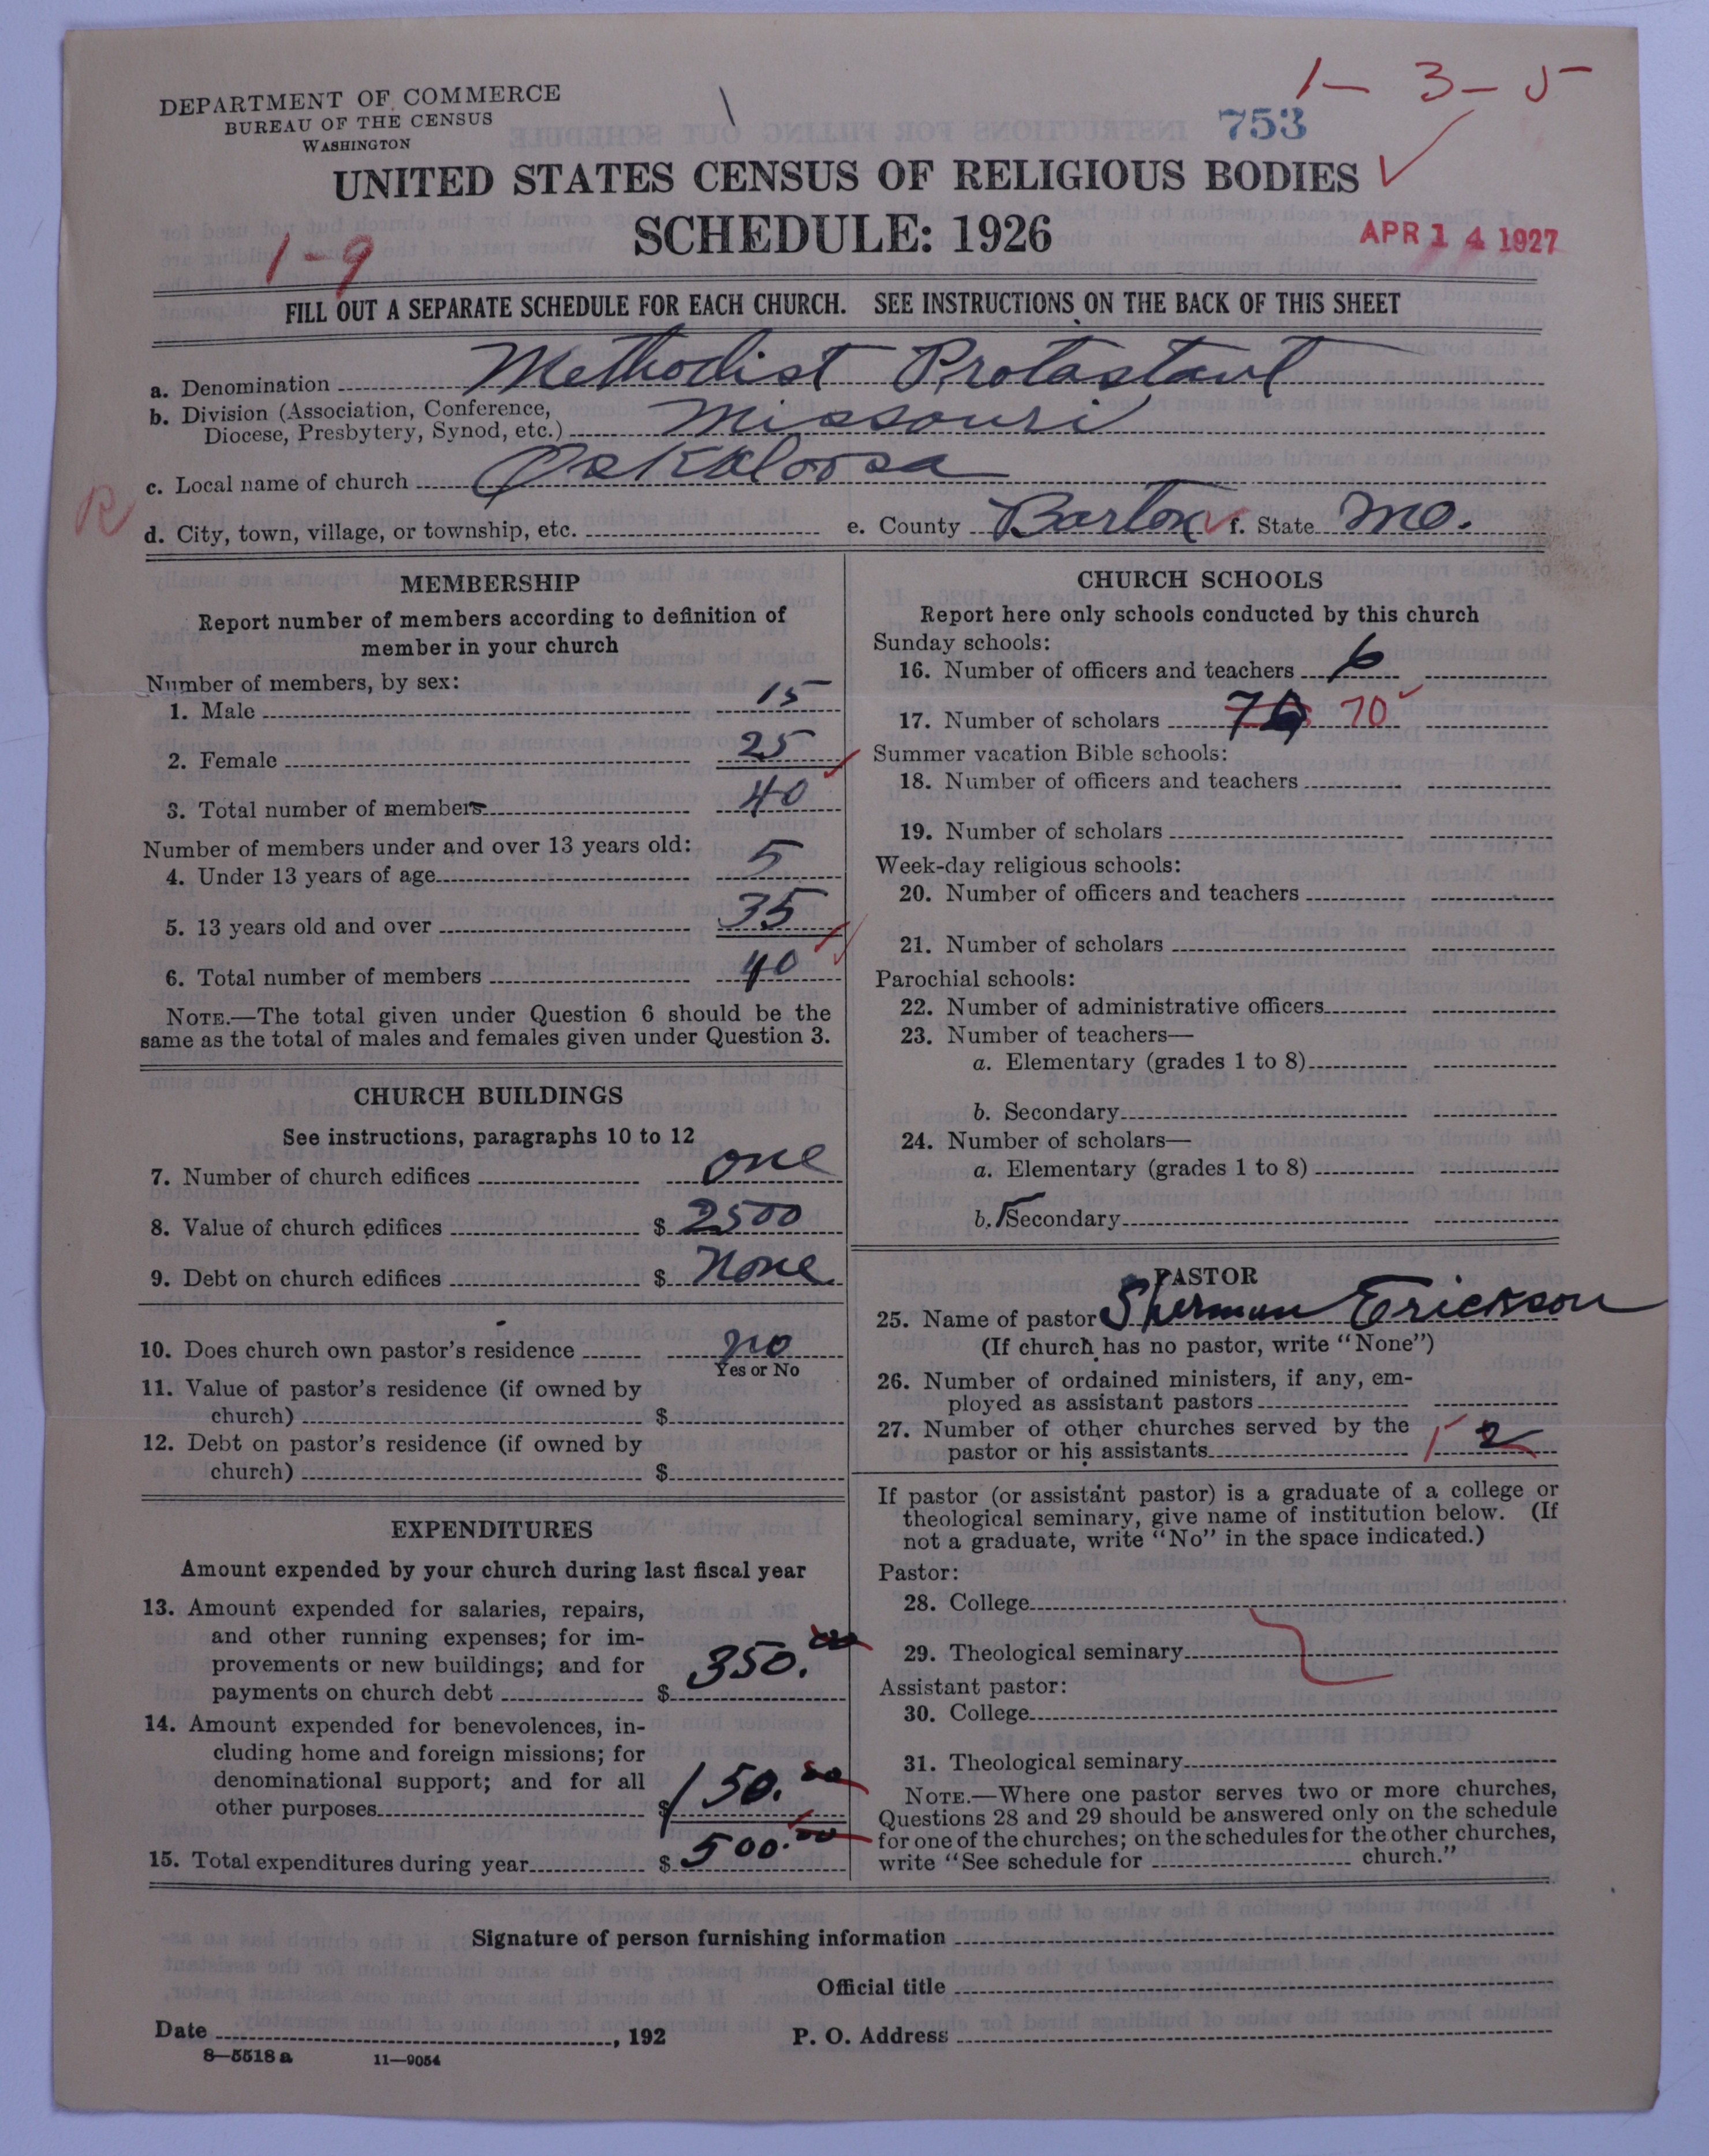 1- 3- 5
DEPARTMENT OF COMMERCE
BUREAU OF THE CENSUS
WASHINGTON
753
UNITED STATES CENSUS OF RELIGIOUS BODIES
SCHEDULE: 1926
APR 14 1927
1-9
FILL OUT A SEPARATE SCHEDULE FOR EACH CHURCH. SEE INSTRUCTIONS ON THE BACK OF THIS SHEET
a. Denomination Methodist Protastant
b. Division (Association, Conference,
Diocese, Presbytery, Synod, etc.) Missouri
c. Local name of church Oskaloosa
R
d. City, town, village, or township, etc. e. County Barton f. State Mo.
MEMBERSHIP
Report number of members according to definition of
member in your church
Number of members, by sex:
1. Male 15
2. Female 25
3. Total number of members 40
Number of members under and over 13 years old:
4. Under 13 years of age 5
5. 13 years old and over 35
6. Total number of members 40
NOTE.—The total given under Question 6 should be the
same as the total of males and females given under Question 3.
CHURCH BUILDINGS
See instructions, paragraphs 10 to 12
7. Number of church edifices one
8. Value of church edifices $ 2500
9. Debt on church edifices $ None
10. Does church own pastor's residence no
Yes or No
11. Value of pastor's residence (if owned by
church) $
12. Debt on pastor's residence (if owned by
church) $
EXPENDITURES
Amount expended by your church during last fiscal year
13. Amount expended for salaries, repairs,
and other running expenses; for im-
provements or new buildings; and for
payments on church debt $ 350.00
14. Amount expended for benevolences, in-
cluding home and foreign missions; for
denominational support; and for all
other purposes $ 150.00
15. Total expenditures during year $ 500.00
CHURCH SCHOOLS
Report here only schools conducted by this church
Sunday schools:
16. Number of officers and teachers 6
17. Number of scholars 70 70
Summer vacation Bible schools:
18. Number of officers and teachers
19. Number of scholars
Week-day religious schools:
20. Number of officers and teachers
21. Number of scholars
Parochial schools:
22. Number of administrative officers
23. Number of teachers—
a. Elementary (grades 1 to 8)
b. Secondary
24. Number of scholars—
a. Elementary (grades 1 to 8)
b. Secondary
PASTOR
25. Name of pastor Sherman Erickson
(If church has no pastor, write "None")
26. Number of ordained ministers, if any, em-
ployed as assistant pastors
27. Number of other churches served by the
pastor or his assistants 2
If pastor (or assistant pastor) is a graduate of a college or
theological seminary, give name of institution below. (If
not a graduate, write "No" in the space indicated.)
Pastor:
28. College
29. Theological seminary
Assistant pastor:
30. College
31. Theological seminary
NOTE.—Where one pastor serves two or more churches,
Questions 28 and 29 should be answered only on the schedule
for one of the churches; on the schedules for the other churches,
write "See schedule for church."
Signature of person furnishing information
Official title
Date , 192 P. O. Address
8—5518 a 11—9054